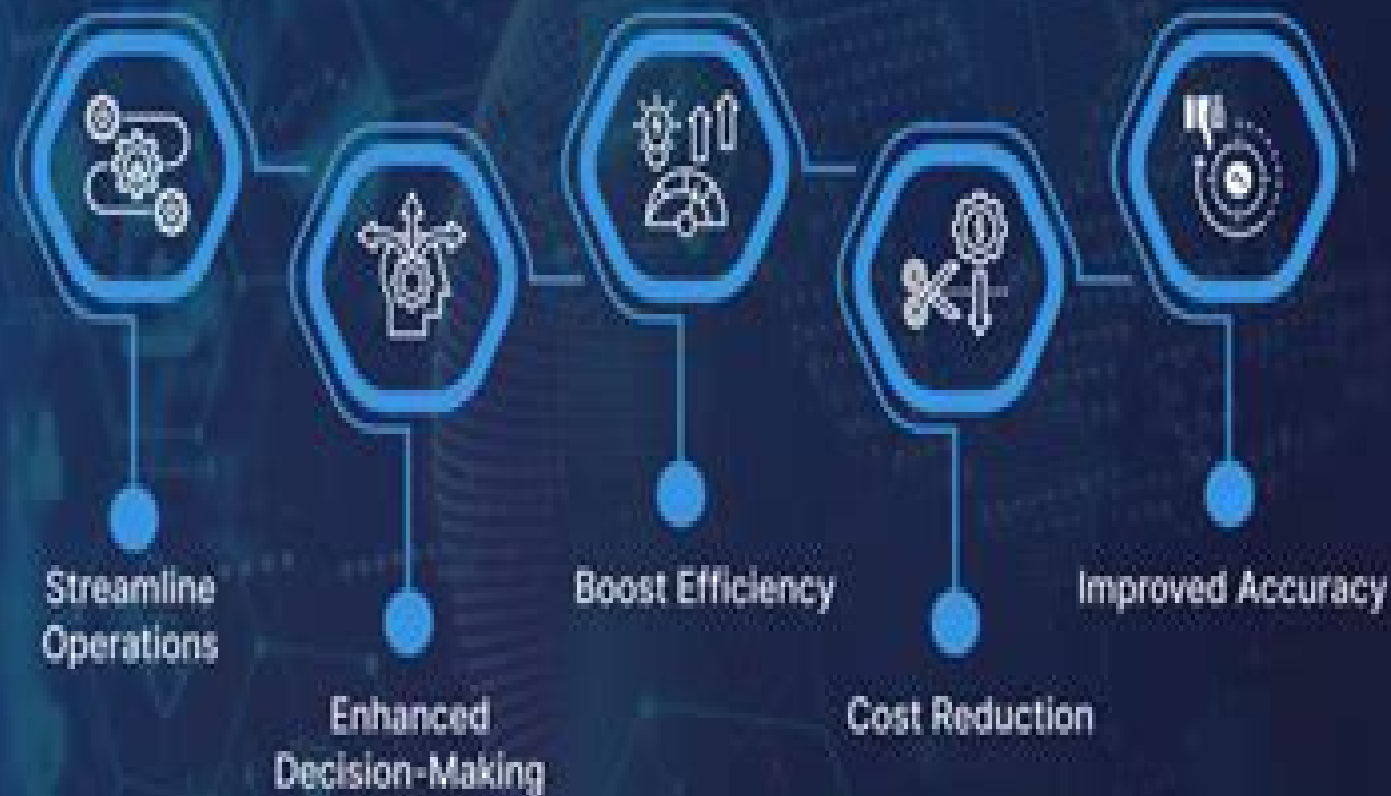 Streamline
Operations
Enhanced
Decision-Making
Boost Efficiency
Cost Reduction
Improved Accuracy